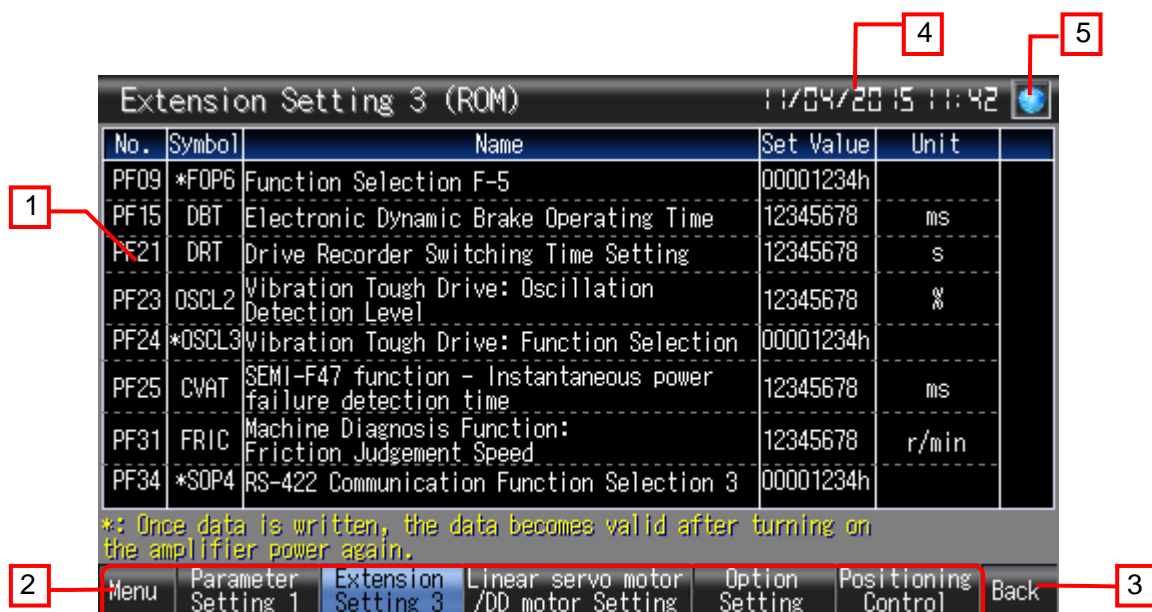 4
5
Extension Setting 3 (ROM) 11/04/2015 11:42
No. Symbol Name Set Value Unit
1
PF09 *FOP6 Function Selection F-5 00001234h
PF15 DBT Electronic Dynamic Brake Operating Time 12345678 ms
PF21 DRT Drive Recorder Switching Time Setting 12345678 s
PF23 OSCL2 Vibration Tough Drive: Oscillation
Detection Level 12345678 %
PF24 *OSCL3 Vibration Tough Drive: Function Selection 00001234h
PF25 CVAT SEMI-F47 function - Instantaneous power
failure detection time 12345678 ms
PF31 FRIC Machine Diagnosis Function:
Friction Judgement Speed 12345678 r/min
PF34 *SOP4 RS-422 Communication Function Selection 3 00001234h
*: Once data is written, the data becomes valid after turning on
the amplifier power again.
2
Menu
Parameter
Setting 1
Extension
Setting 3
Linear servo motor
/DD motor Setting
Option
Setting
Positioning
Control
Back
3